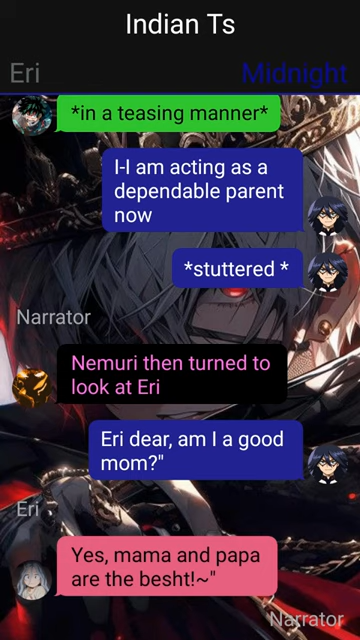 Indian Ts
Eri
Midnight
*in a teasing manner*
I-I am acting as a
dependable parent
now
*stuttered *
Narrator
Nemuri then turned to
look at Eri
Eri dear, am I a good
mom?"
Eri
Yes, mama and papa
are the besht!~"
Narrator